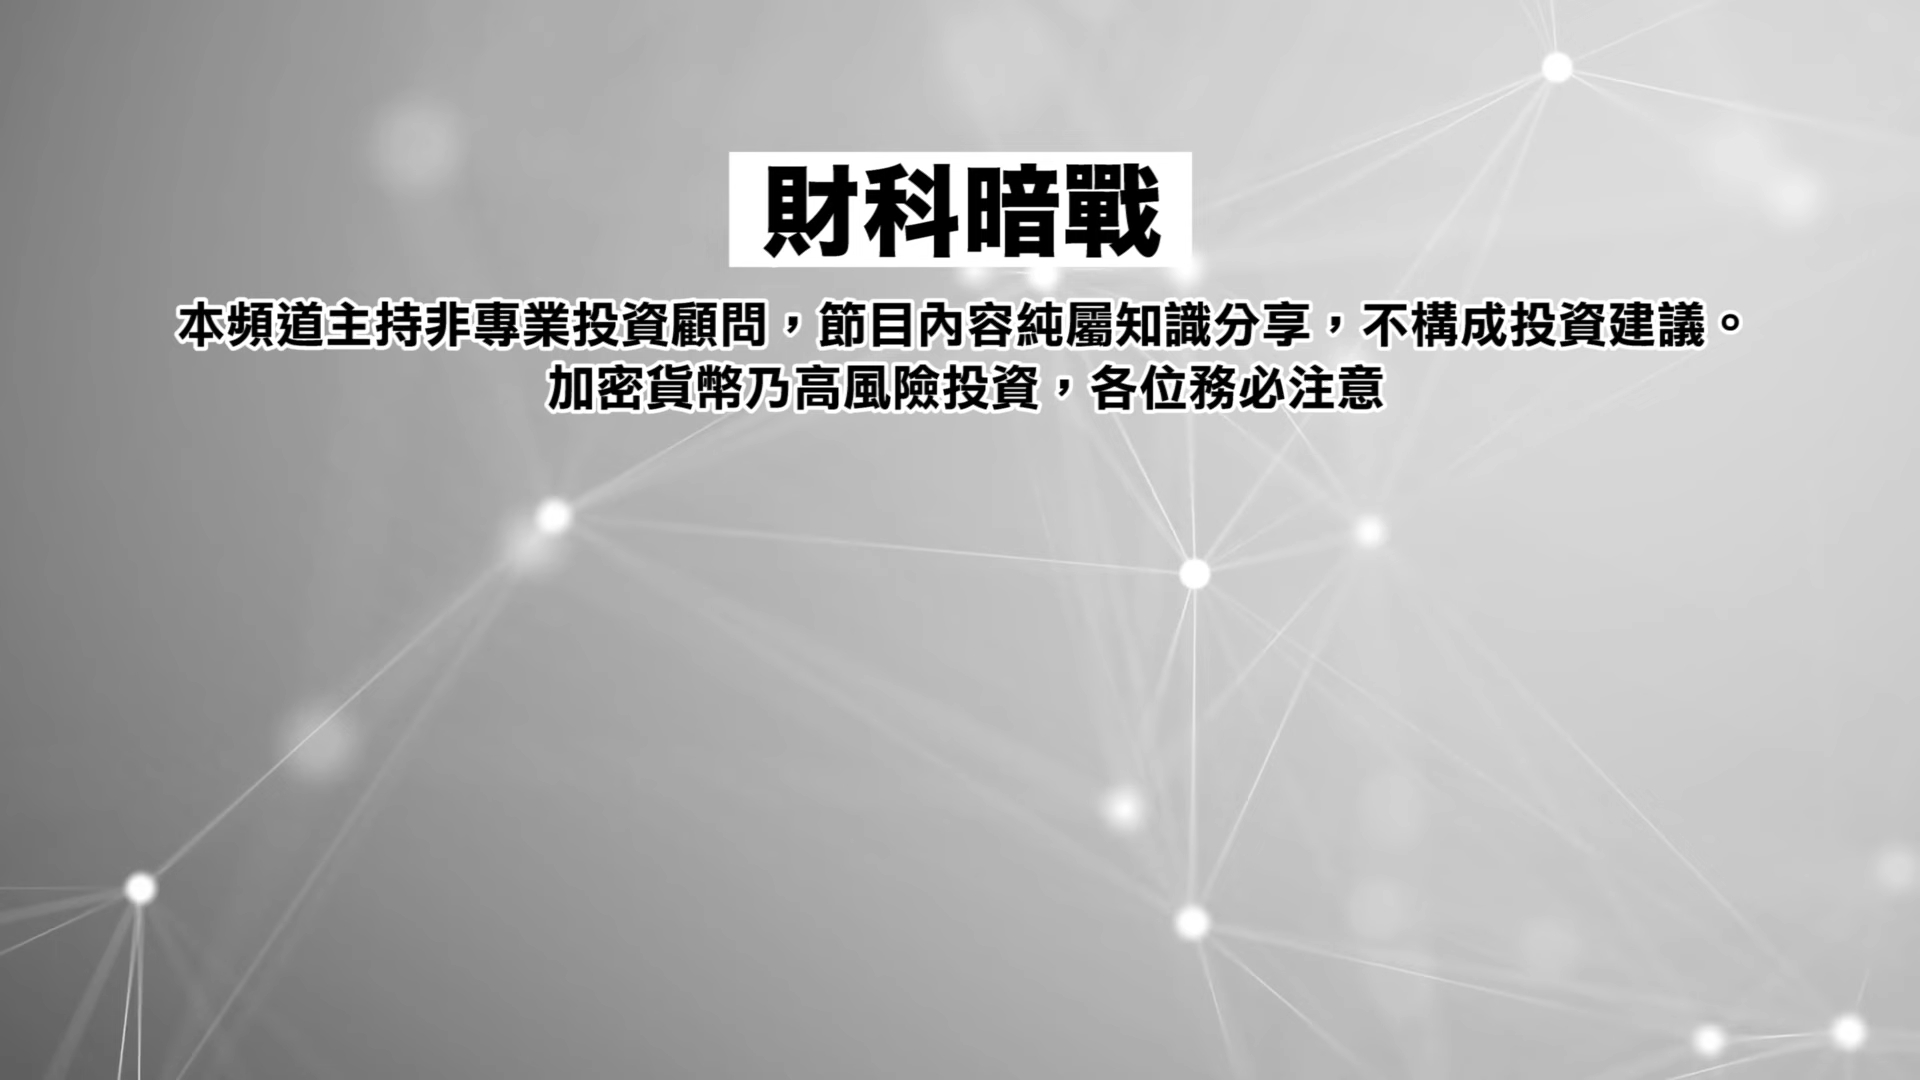 財科暗戰
本頻道主持非專業投資顧問，節目內容純屬知識分享，不構成投資建議。
加密貨幣乃高風險投資，各位務必注意